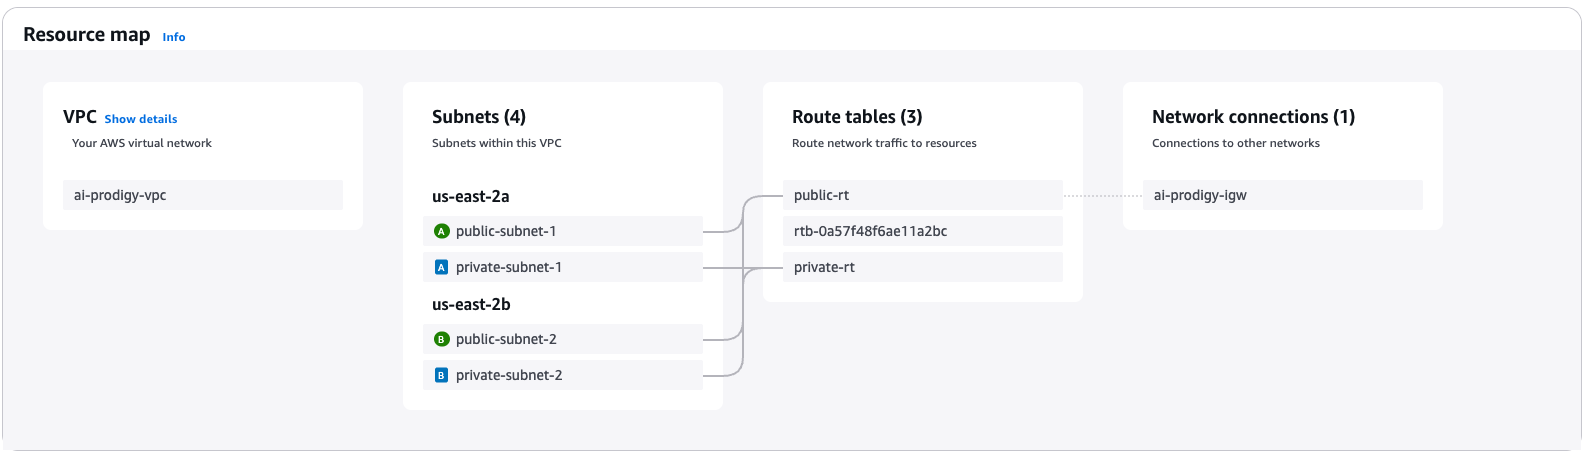 Resource map Info
VPC Show details
Your AWS virtual network
ai-prodigy-vpc
Subnets (4)
Subnets within this VPC
us-east-2a
A public-subnet-1
A private-subnet-1
us-east-2b
B public-subnet-2
B private-subnet-2
Route tables (3)
Route network traffic to resources
public-rt
rtb-0a57f48f6ae11a2bc
private-rt
Network connections (1)
Connections to other networks
ai-prodigy-igw